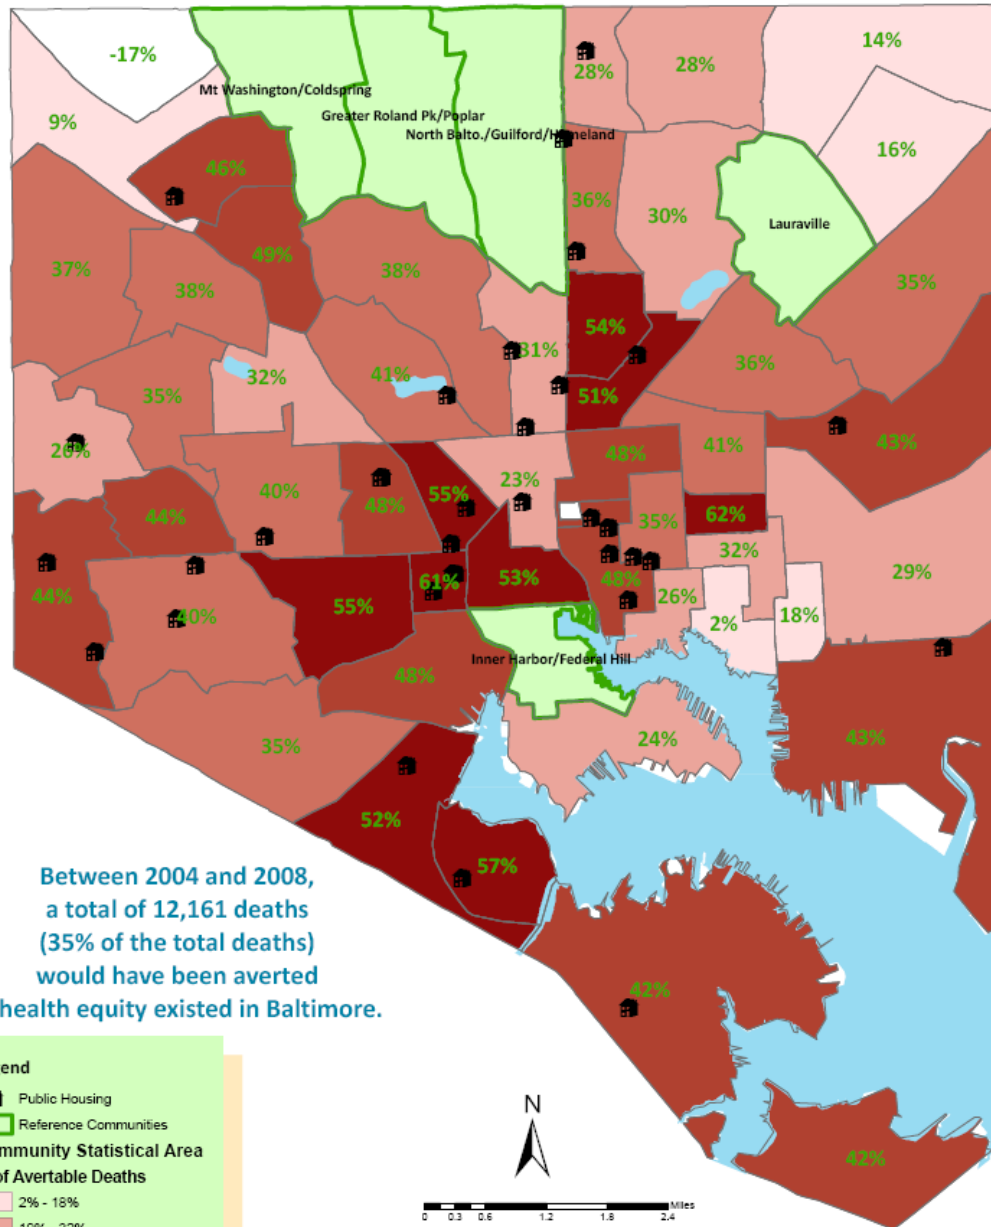 -17%
14%
28%
28%
Mt Washington/Coldspring
9%
Greater Roland Pk/Poplar
North Balto./Guilford/H meland
16%
46%
36%
30%
Lauraville
49%
37%
38%
38%
35%
54%
31%
36%
41%
32%
35%
51%
43%
26%
48%
41%
23%
40%
55%
48%
44%
35%
62%
32%
29%
53%
48%
61%
44%
26%
55%
40%
2%
18%
Inner Harbor/Federal Hill
48%
24%
43%
35%
52%
57%
Between 2004 and 2008,
a total of 12,161 deaths
(35% of the total deaths)
would have been averted
health equity existed in Baltimore.
42%
end
Public Housing
Reference Communities
mmunity Statistical Area
of Avertable Deaths
2% - 18%
N
Miles
0 0.3 0.6 1.2 1.8 2.4
42%